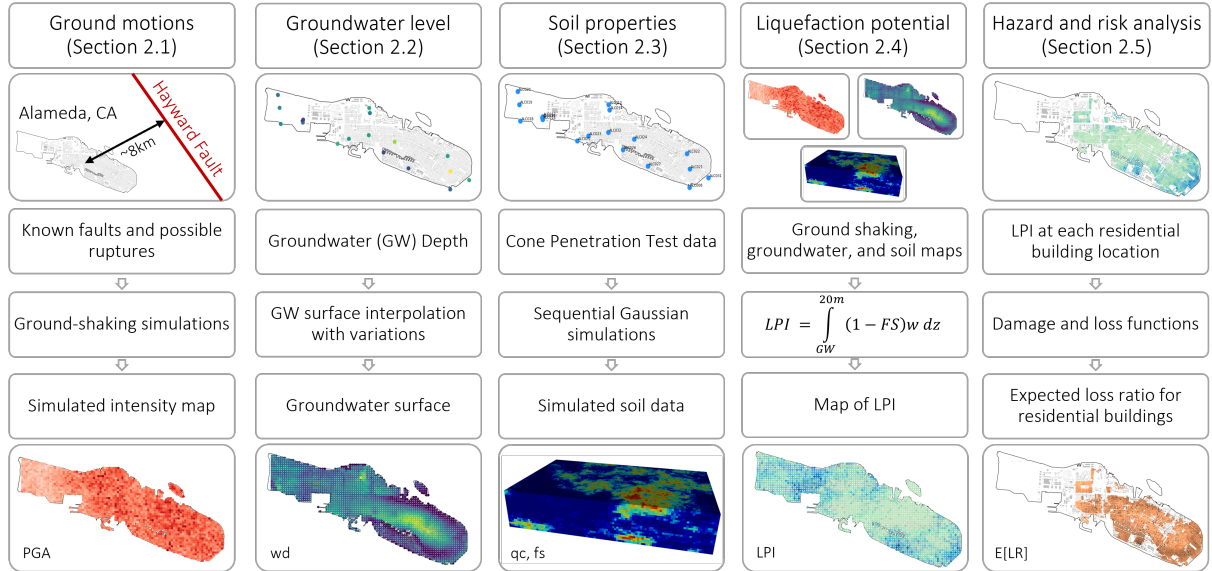 Ground motions
(Section 2.1)
Groundwater level
(Section 2.2)
Soil properties
(Section 2.3)
Liquefaction potential
(Section 2.4)
Hazard and risk analysis
(Section 2.5)
Alameda, CA
Hayward Fault
~8km
Known faults and possible
ruptures
Groundwater (GW) Depth
Cone Penetration Test data
Ground shaking,
groundwater, and soil maps
LPI at each residential
building location
Ground-shaking simulations
GW surface interpolation
with variations
Sequential Gaussian
simulations
LPI = ∫_{GW}^{20m} (1 − FS)w dz
Damage and loss functions
Simulated intensity map
Groundwater surface
Simulated soil data
Map of LPI
Expected loss ratio for
residential buildings
PGA
wd
qc, fs
LPI
E[LR]